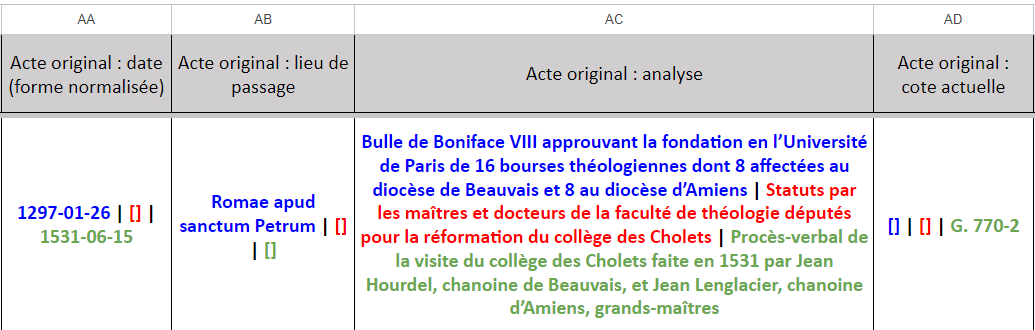 AA
AB
AC
AD
Acte original : date
(forme normalisée)
Acte original : lieu de
passage
Acte original : analyse
Acte original :
cote actuelle
1297-01-26 | [] |
1531-06-15
Romae apud
sanctum Petrum | []
| []
Bulle de Boniface VIII approuvant la fondation en l’Université
de Paris de 16 bourses théologiennes dont 8 affectées au
diocèse de Beauvais et 8 au diocèse d’Amiens | Statuts par
les maîtres et docteurs de la faculté de théologie députés
pour la réformation du collège des Cholets | Procès-verbal de
la visite du collège des Cholets faite en 1531 par Jean
Hourdel, chanoine de Beauvais, et Jean Lenglacier, chanoine
d’Amiens, grands-maîtres
[] | [] | G. 770-2